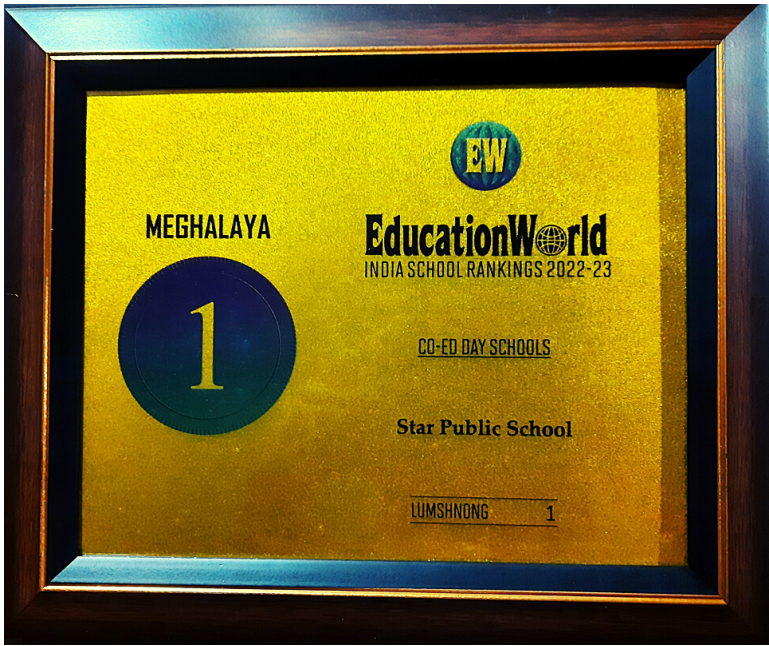 MEGHALAYA
1
EW
EducationWorld
INDIA SCHOOL RANKINGS 2022-23
CO-ED DAY SCHOOLS
Star Public School
LUMSHNONG 1